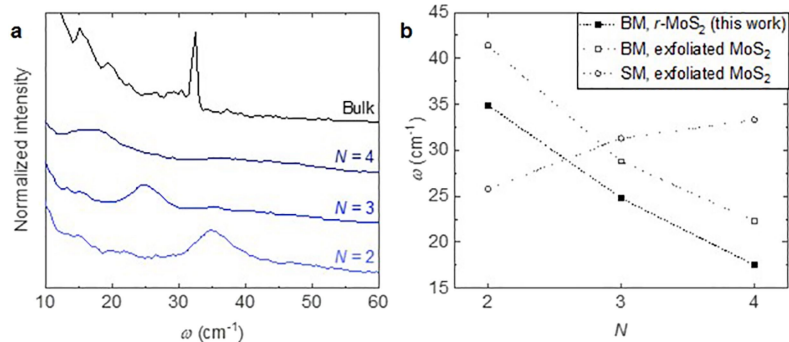 a
Normalized intensity
Bulk
N = 4
N = 3
N = 2
10 20 30 40 50 60
ω (cm⁻¹)
b
BM, r-MoS₂ (this work)
BM, exfoliated MoS₂
SM, exfoliated MoS₂
ω (cm⁻¹)
45
40
35
30
25
20
15
2 3 4
N